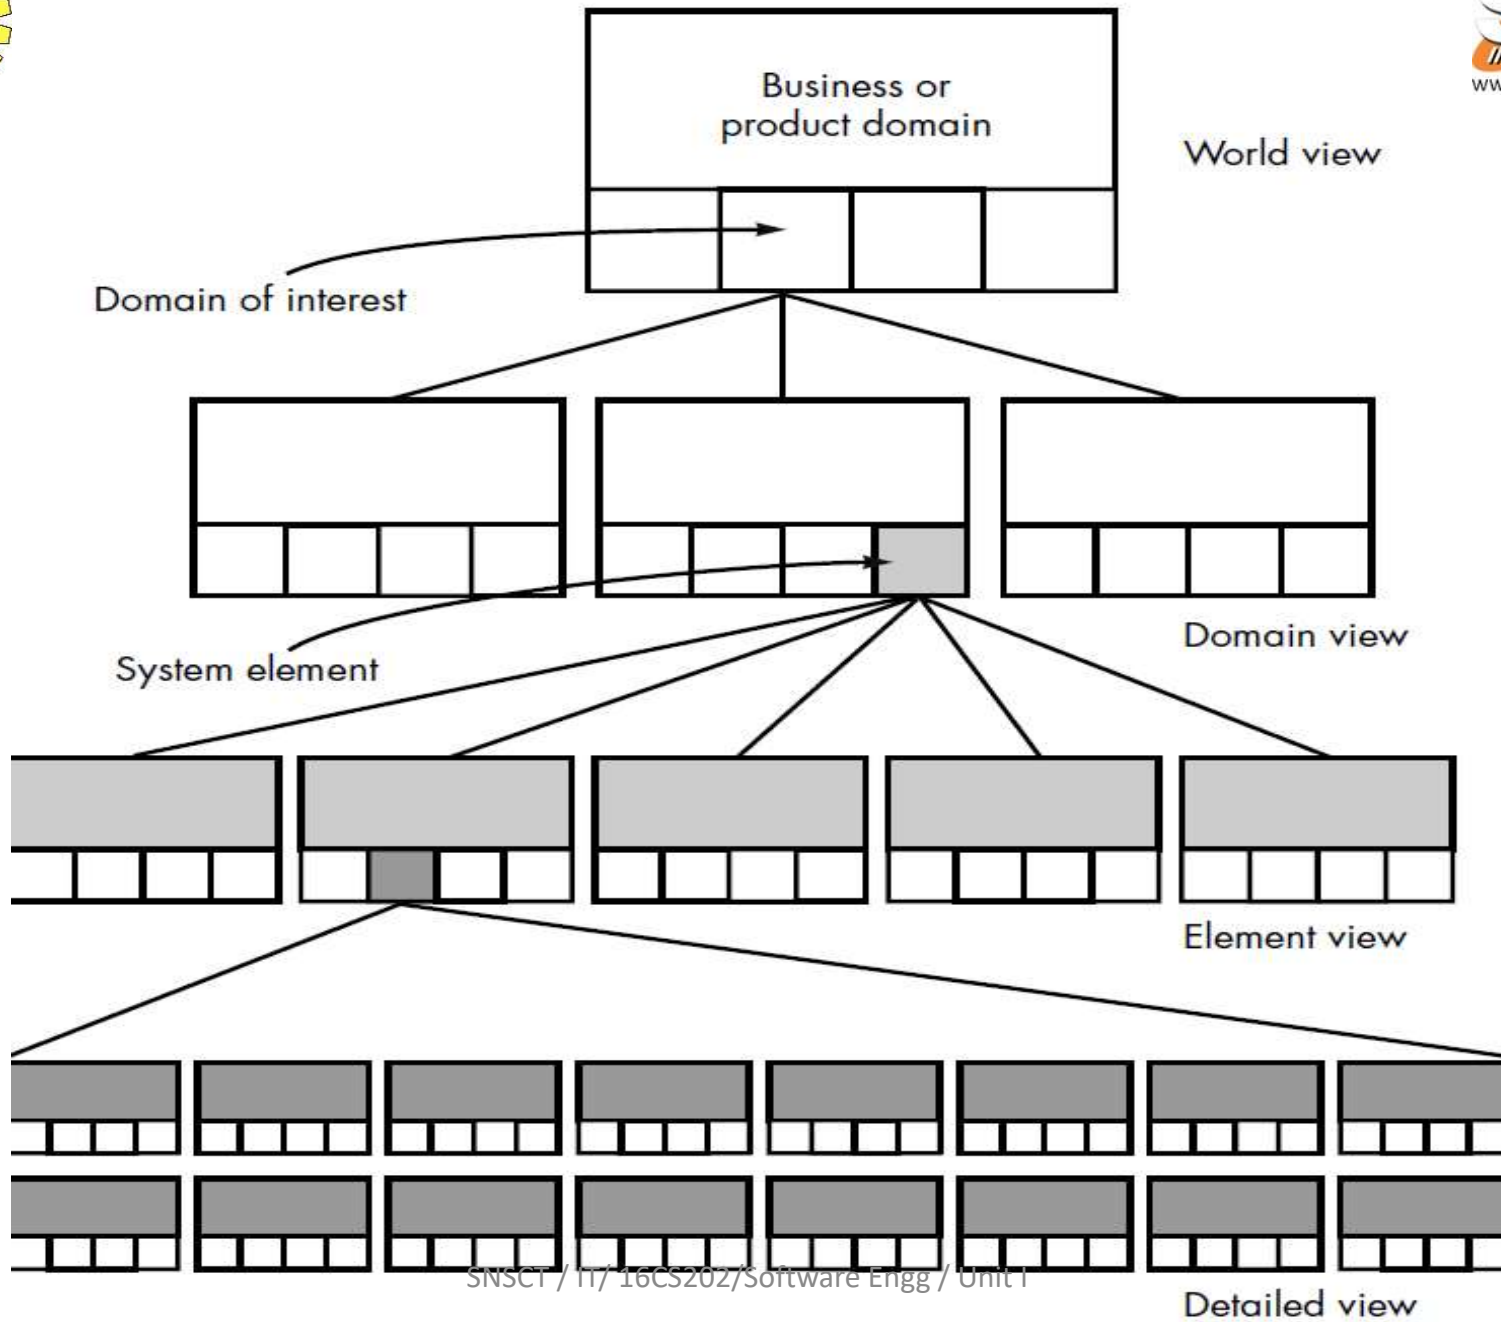 Business or
product domain
World view
Domain of interest
Domain view
System element
Element view
SNSCT / IT/ 16CS202/Software Engg / Unit I
Detailed view